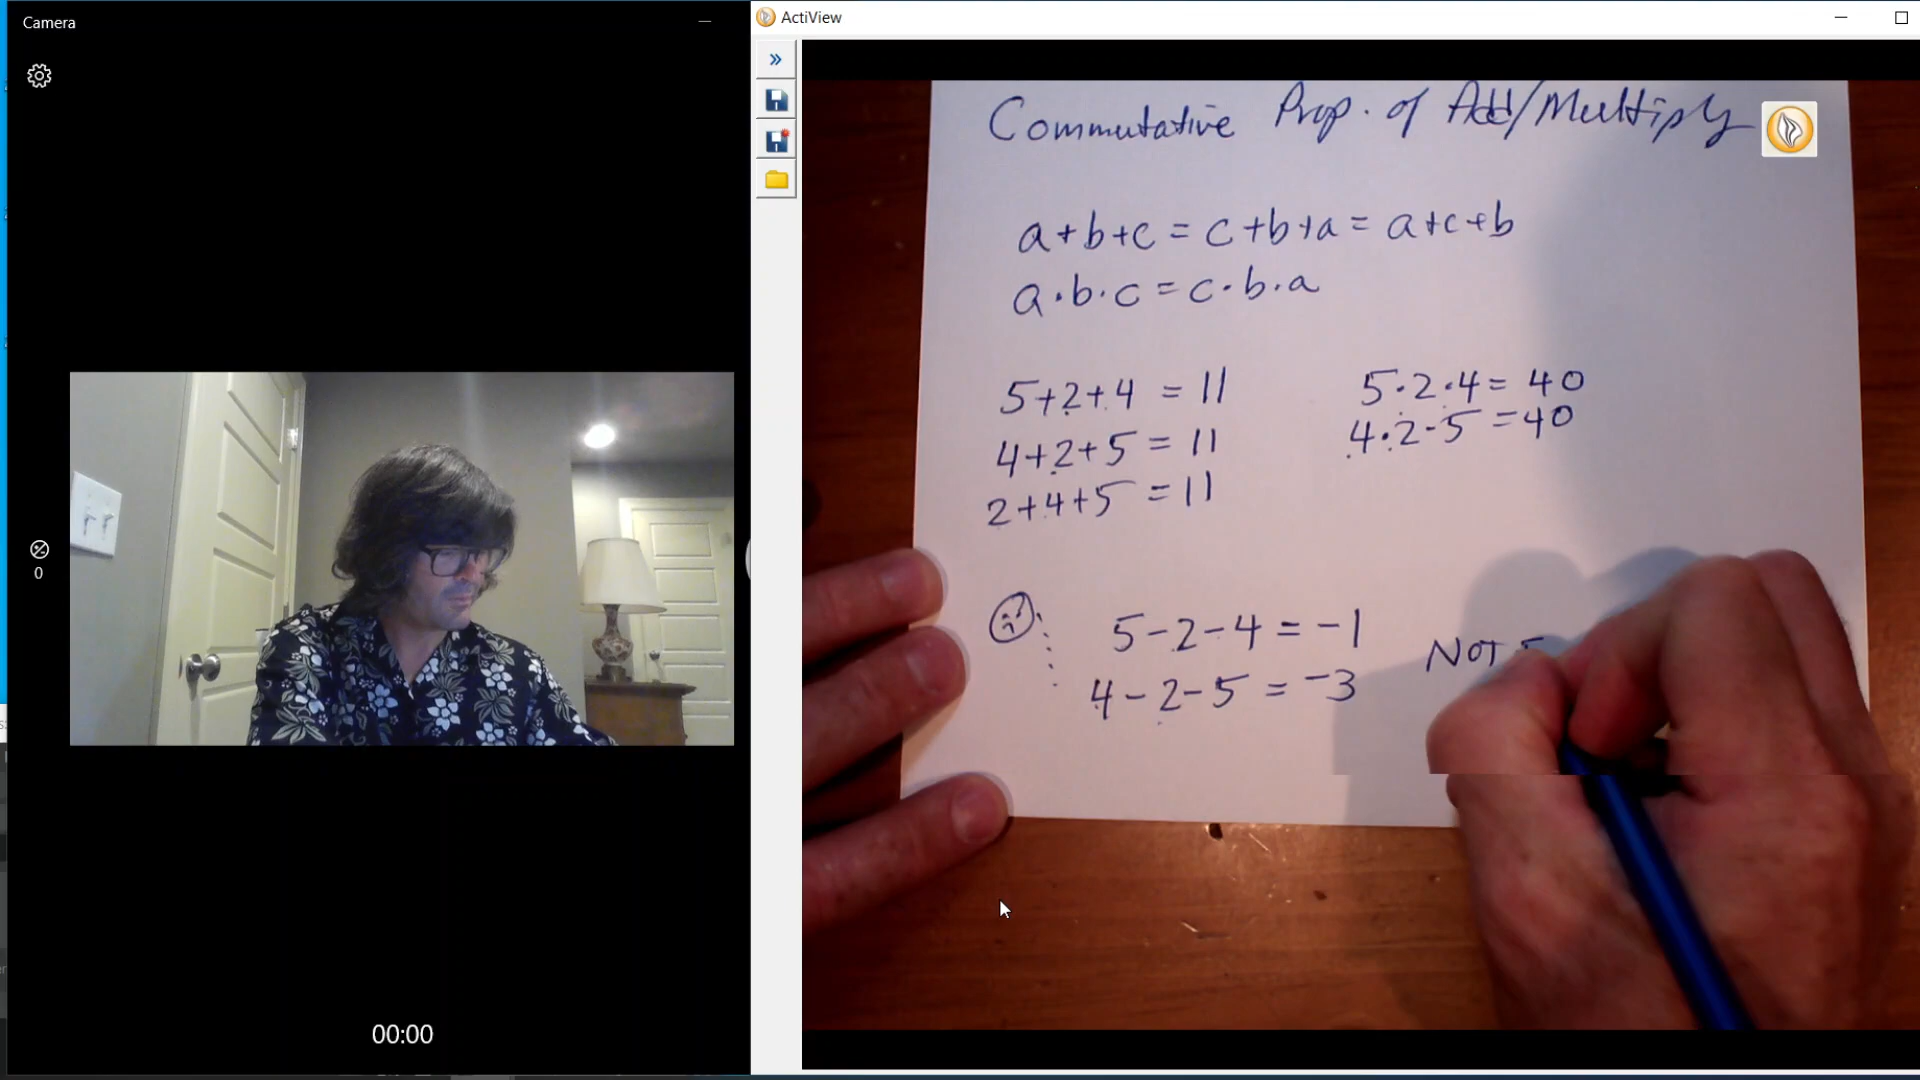 Camera
ActiView
0
00:00
Commutative Prop. of Add/Multiply
a+b+c = c+b+a = a+c+b
a·b·c = c·b·a
5+2+4 = 11
4+2+5 = 11
2+4+5 = 11
5·2·4 = 40
4·2·5 = 40
5-2-4 = -1
4-2-5 = -3
NOT